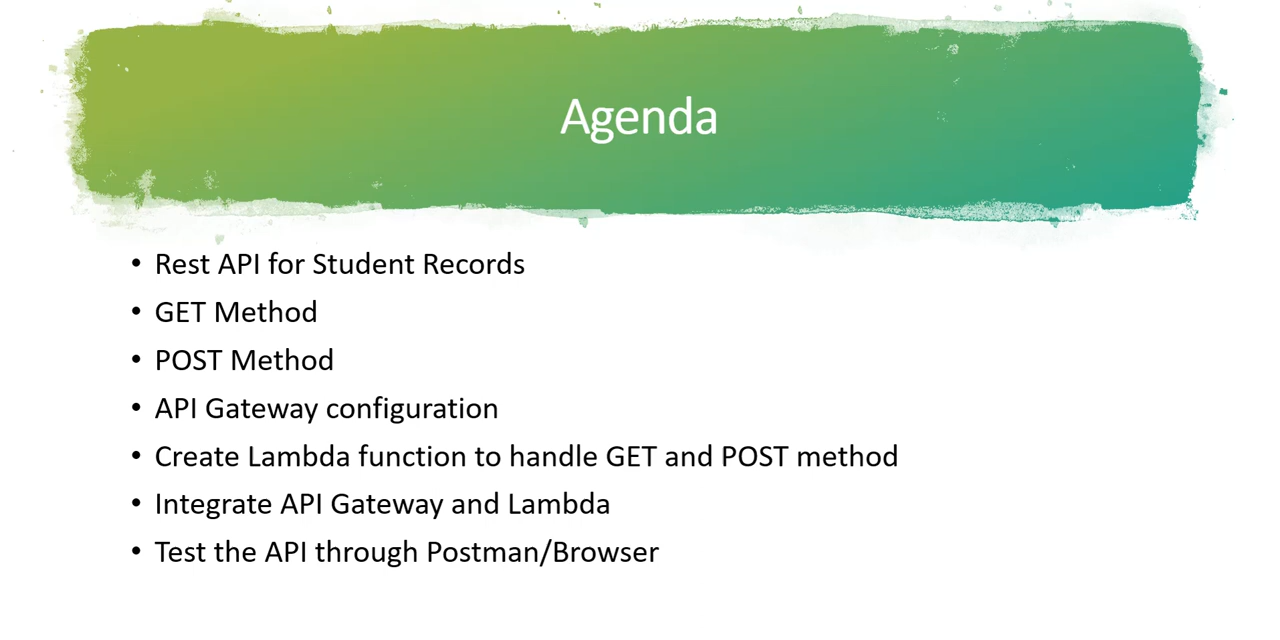 Agenda
• Rest API for Student Records
• GET Method
• POST Method
• API Gateway configuration
• Create Lambda function to handle GET and POST method
• Integrate API Gateway and Lambda
• Test the API through Postman/Browser